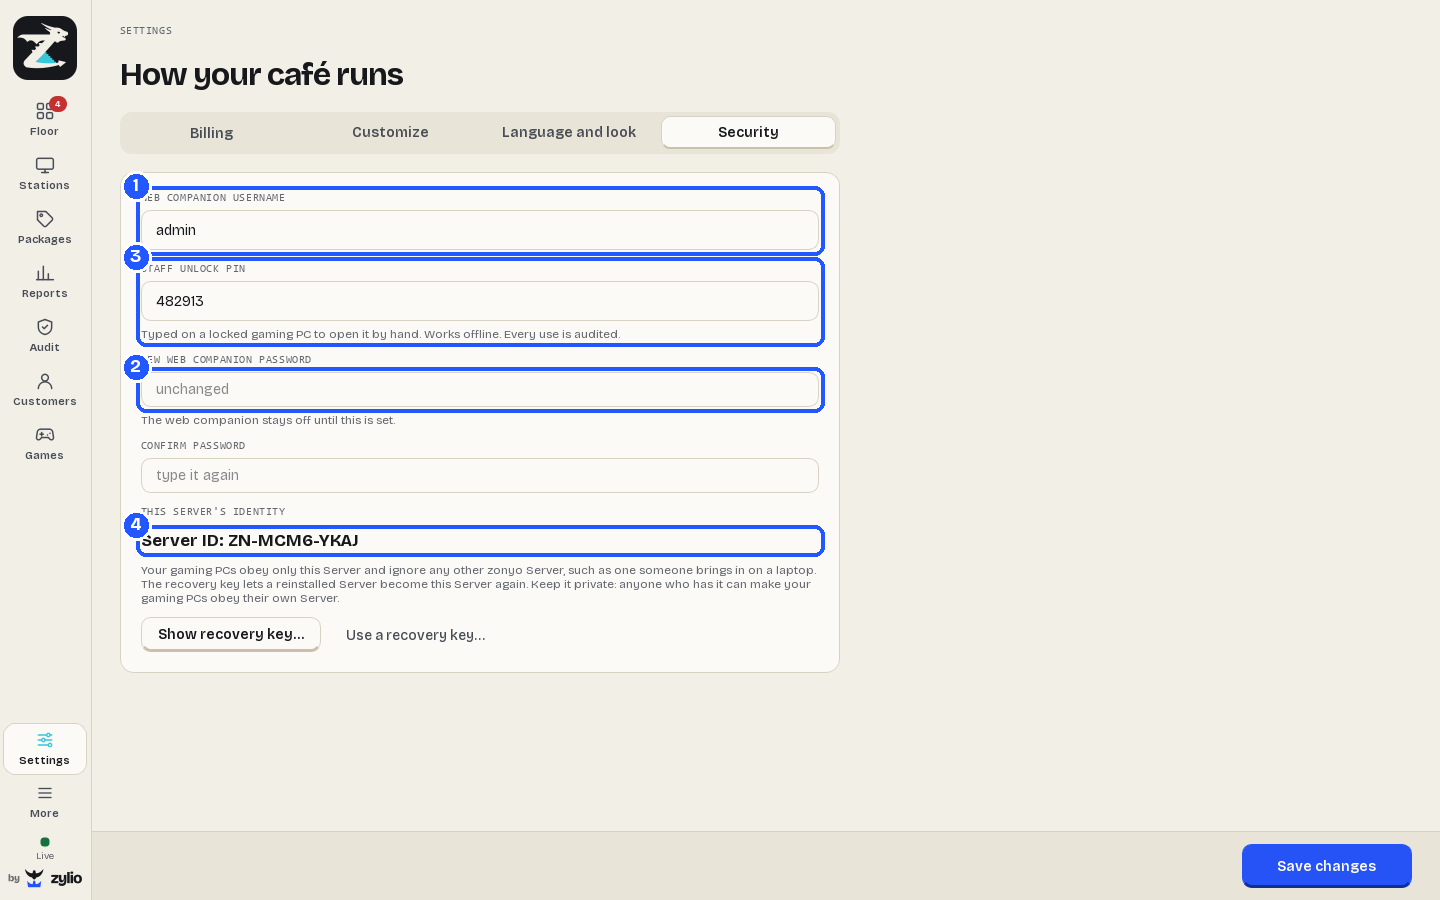 SETTINGS
How your café runs
4
Floor
Stations
Packages
Reports
Audit
Customers
Games
Settings
More
Live
by zylio
Billing
Customize
Language and look
Security
1
EB COMPANION USERNAME
admin
3
TAFF UNLOCK PIN
482913
Typed on a locked gaming PC to open it by hand. Works offline. Every use is audited.
EW WEB COMPANION PASSWORD
2
unchanged
The web companion stays off until this is set.
CONFIRM PASSWORD
type it again
THIS SERVER'S IDENTITY
4
Server ID: ZN-MCM6-YKAJ
Your gaming PCs obey only this Server and ignore any other zonyo Server, such as one someone brings in on a laptop.
The recovery key lets a reinstalled Server become this Server again. Keep it private: anyone who has it can make your
gaming PCs obey their own Server.
Show recovery key...
Use a recovery key...
Save changes